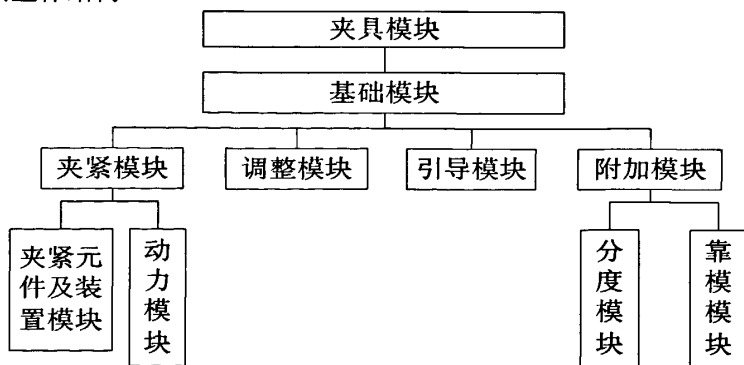 夹具模块
基础模块
夹紧模块
调整模块
引导模块
附加模块
夹紧元
件及装
置模块
动力模块
分度模块
靠模模块